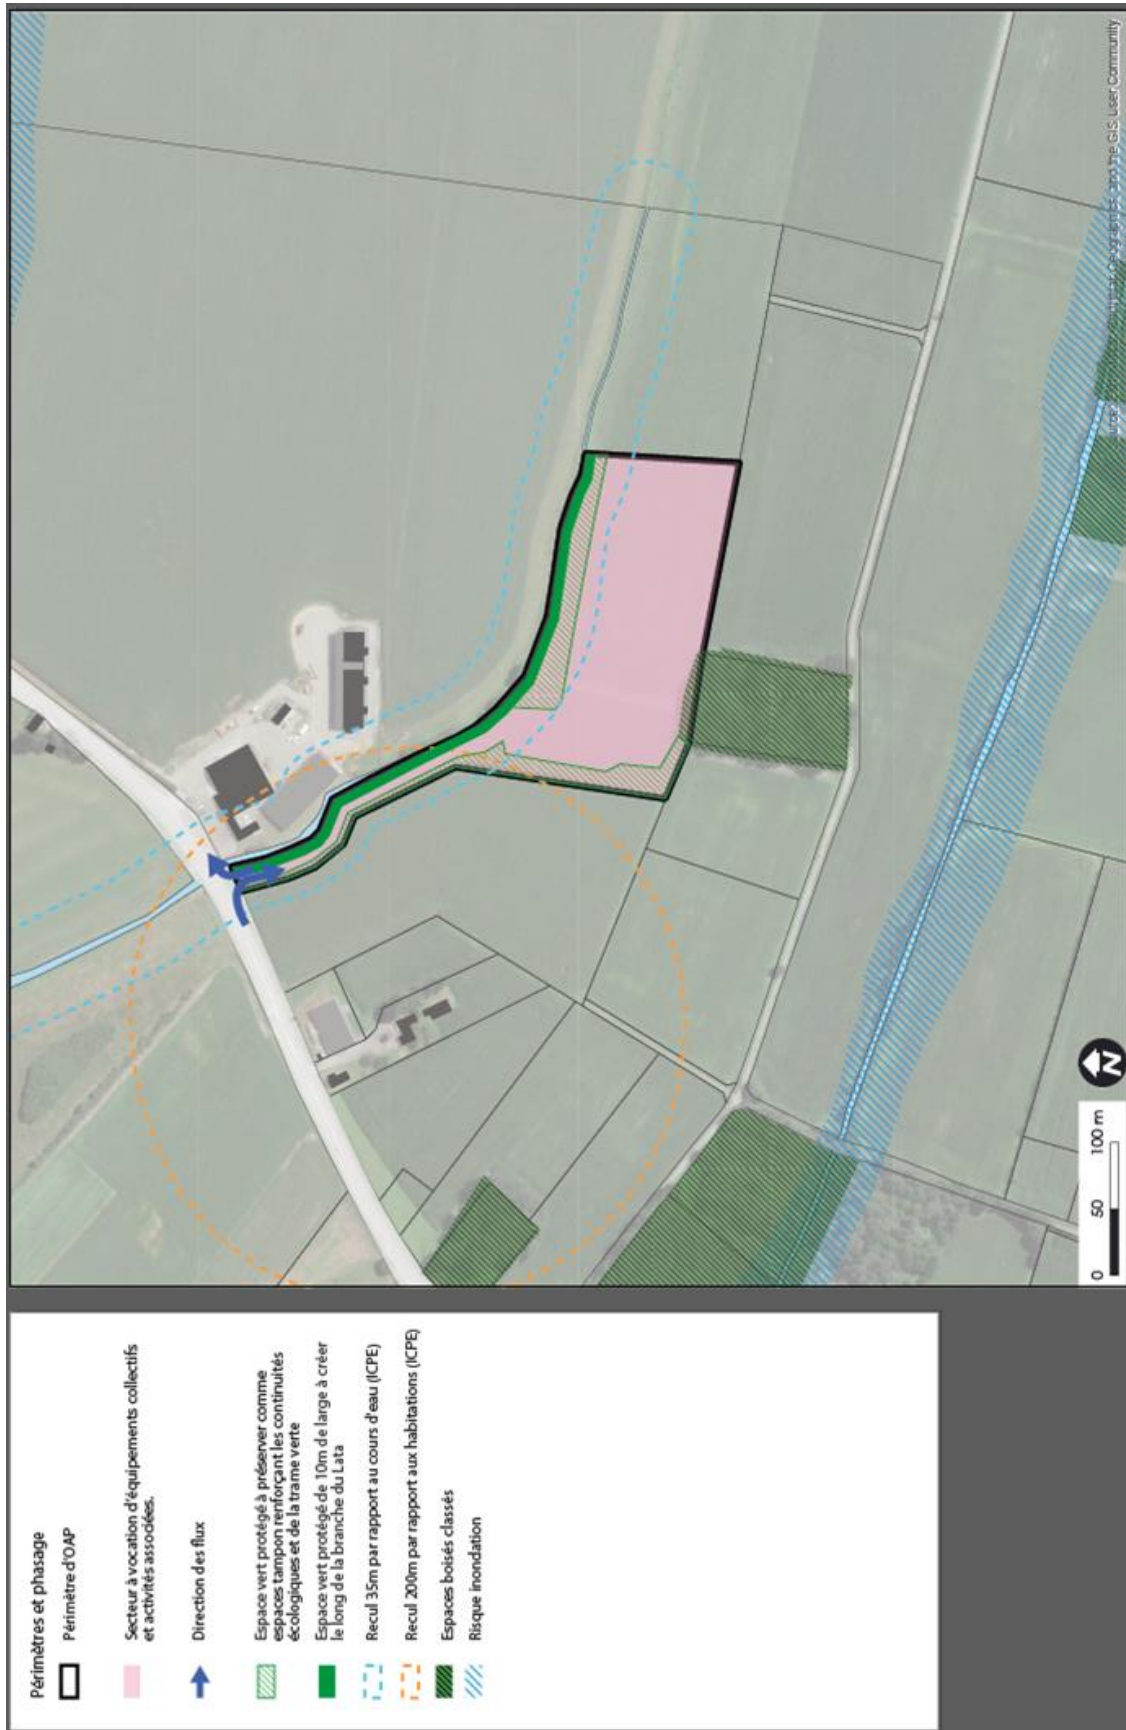 Périmètres et phasage
Périmètre d'OAP
Secteur à vocation d'équipements collectifs
et activités associées.
Direction des flux
Espace vert protégé à préserver comme
espaces tampon renforçant les continuités
écologiques et de la trame verte
Espace vert protégé de 10m de large à créer
le long de la branche du Lata
Recul 35m par rapport au cours d'eau (ICPE)
Recul 200m par rapport aux habitations (ICPE)
Espaces boisés classés
Risque inondation
0 50 100 m
N
and the GIS User Community